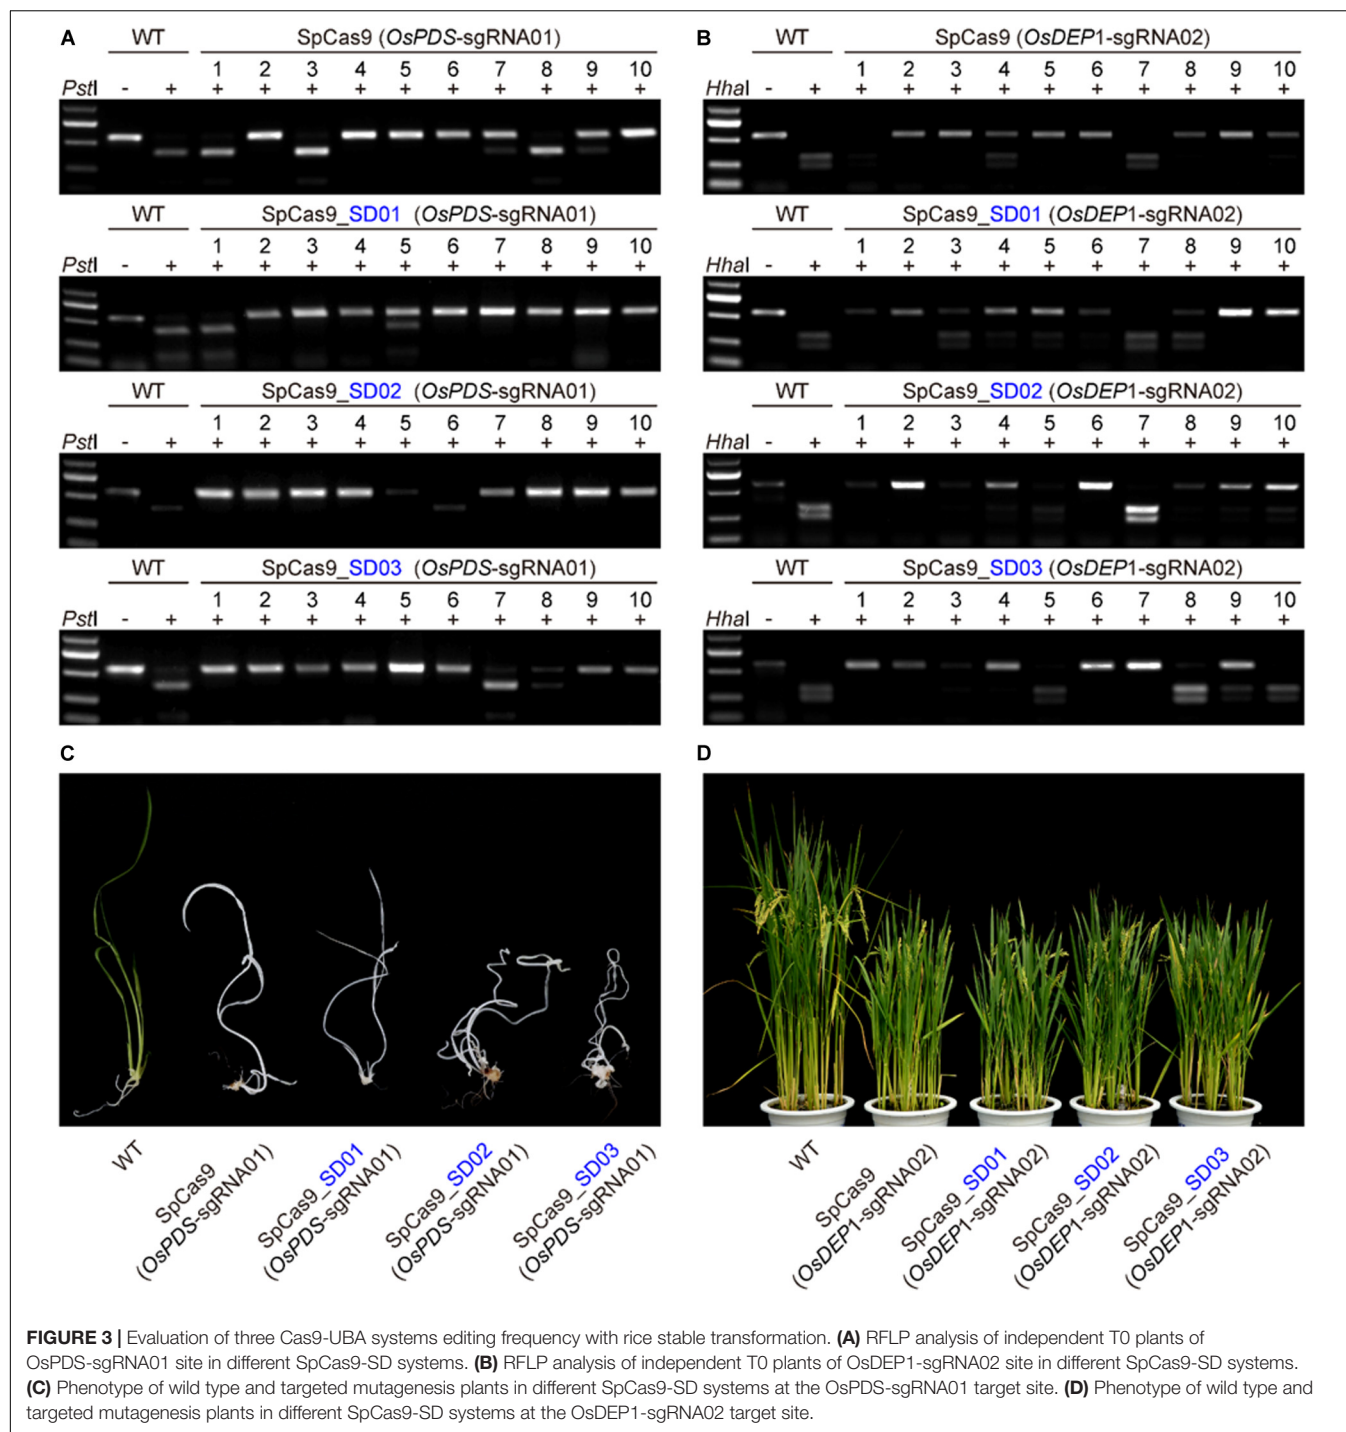 A
WT
SpCas9 (OsPDS-sgRNA01)
1 2 3 4 5 6 7 8 9 10
PstI - + + + + + + + + + + +
WT
SpCas9_SD01 (OsPDS-sgRNA01)
1 2 3 4 5 6 7 8 9 10
PstI - + + + + + + + + + + +
WT
SpCas9_SD02 (OsPDS-sgRNA01)
1 2 3 4 5 6 7 8 9 10
PstI - + + + + + + + + + + +
WT
SpCas9_SD03 (OsPDS-sgRNA01)
1 2 3 4 5 6 7 8 9 10
PstI - + + + + + + + + + + +
B
WT
SpCas9 (OsDEP1-sgRNA02)
1 2 3 4 5 6 7 8 9 10
HhaI - + + + + + + + + + + +
WT
SpCas9_SD01 (OsDEP1-sgRNA02)
1 2 3 4 5 6 7 8 9 10
HhaI - + + + + + + + + + + +
WT
SpCas9_SD02 (OsDEP1-sgRNA02)
1 2 3 4 5 6 7 8 9 10
HhaI - + + + + + + + + + + +
WT
SpCas9_SD03 (OsDEP1-sgRNA02)
1 2 3 4 5 6 7 8 9 10
HhaI - + + + + + + + + + + +
C
WT
SpCas9
(OsPDS-sgRNA01)
SpCas9_SD01
(OsPDS-sgRNA01)
SpCas9_SD02
(OsPDS-sgRNA01)
SpCas9_SD03
(OsPDS-sgRNA01)
D
WT
SpCas9
(OsDEP1-sgRNA02)
SpCas9_SD01
(OsDEP1-sgRNA02)
SpCas9_SD02
(OsDEP1-sgRNA02)
SpCas9_SD03
(OsDEP1-sgRNA02)
FIGURE 3 | Evaluation of three Cas9-UBA systems editing frequency with rice stable transformation. (A) RFLP analysis of independent T0 plants of
OsPDS-sgRNA01 site in different SpCas9-SD systems. (B) RFLP analysis of independent T0 plants of OsDEP1-sgRNA02 site in different SpCas9-SD systems.
(C) Phenotype of wild type and targeted mutagenesis plants in different SpCas9-SD systems at the OsPDS-sgRNA01 target site. (D) Phenotype of wild type and
targeted mutagenesis plants in different SpCas9-SD systems at the OsDEP1-sgRNA02 target site.